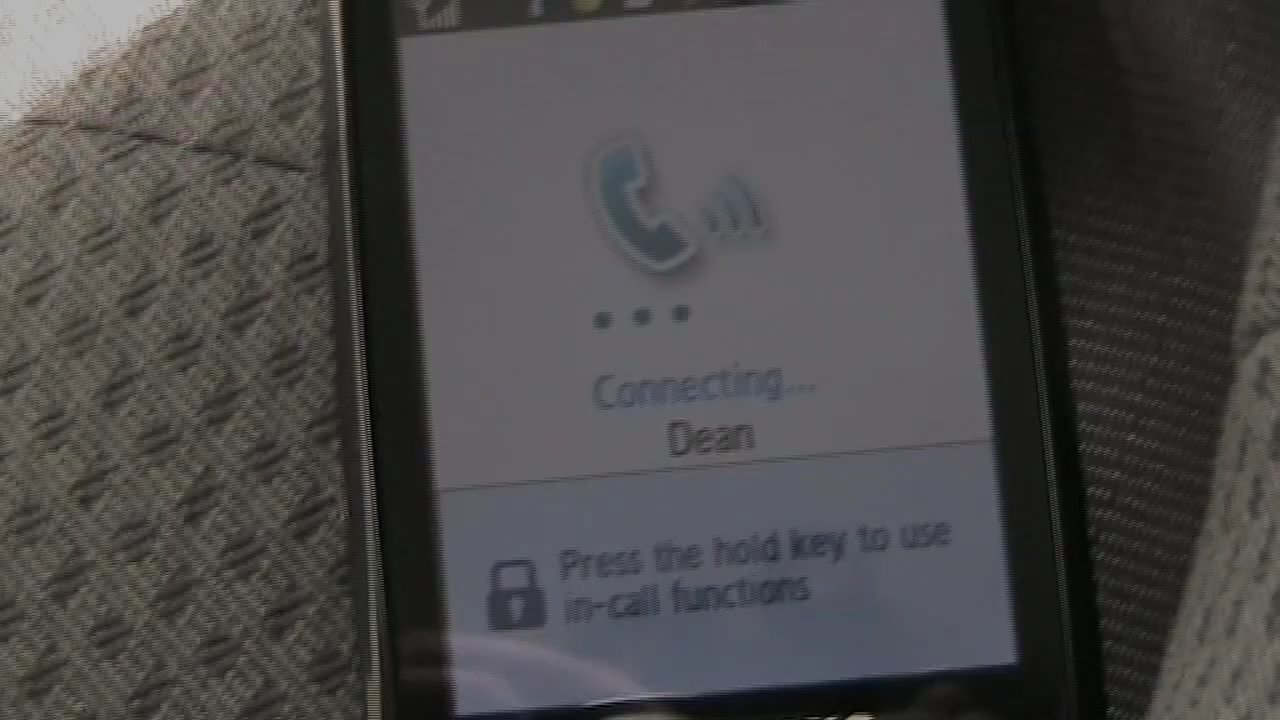 Connecting...
Dean
Press the hold key to use
in-call functions